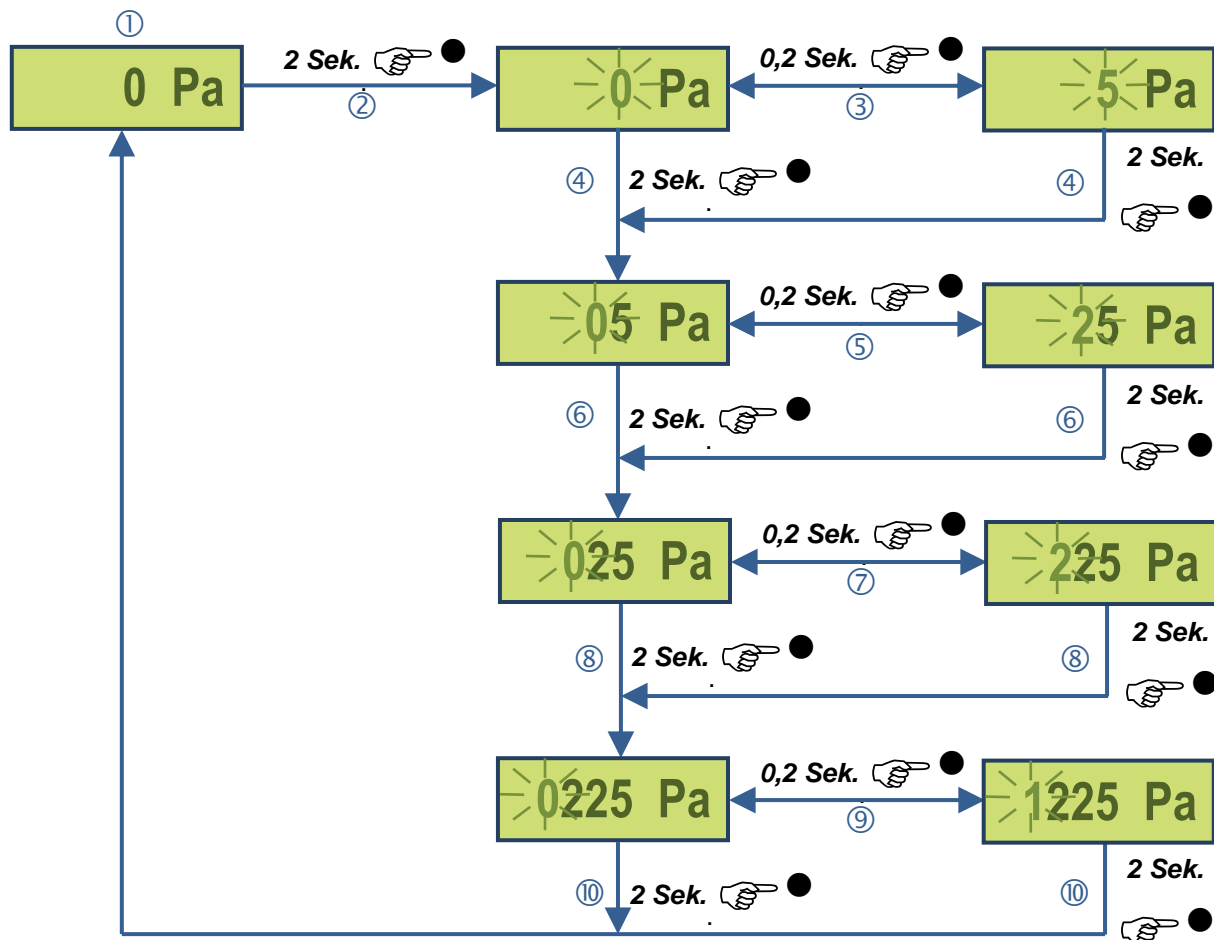 ①
0 Pa
2 Sek.
②
0 Pa
0,2 Sek.
③
5 Pa
④
2 Sek.
④
2 Sek.
05 Pa
0,2 Sek.
⑤
25 Pa
⑥
2 Sek.
⑥
2 Sek.
025 Pa
0,2 Sek.
⑦
225 Pa
⑧
2 Sek.
⑧
2 Sek.
0225 Pa
0,2 Sek.
⑨
1225 Pa
⑩
2 Sek.
⑩
2 Sek.